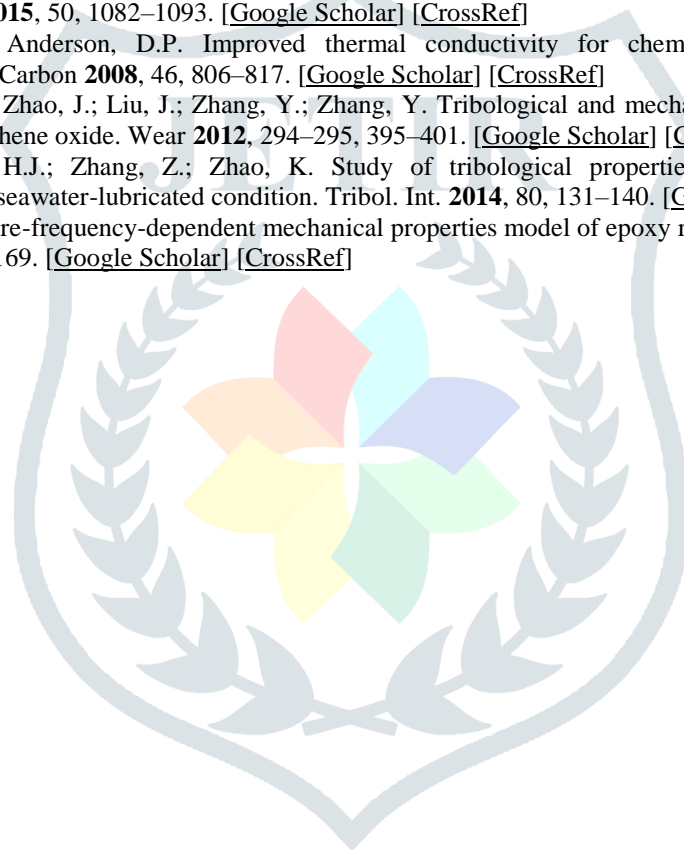 015, 50, 1082–1093. [Google Scholar] [CrossRef]
Anderson, D.P. Improved thermal conductivity for chem
Carbon 2008, 46, 806–817. [Google Scholar] [CrossRef]
Zhao, J.; Liu, J.; Zhang, Y.; Zhang, Y. Tribological and mecha
hene oxide. Wear 2012, 294–295, 395–401. [Google Scholar] [C
H.J.; Zhang, Z.; Zhao, K. Study of tribological propertie
seawater-lubricated condition. Tribol. Int. 2014, 80, 131–140. [G
re-frequency-dependent mechanical properties model of epoxy r
169. [Google Scholar] [CrossRef]
JETIR